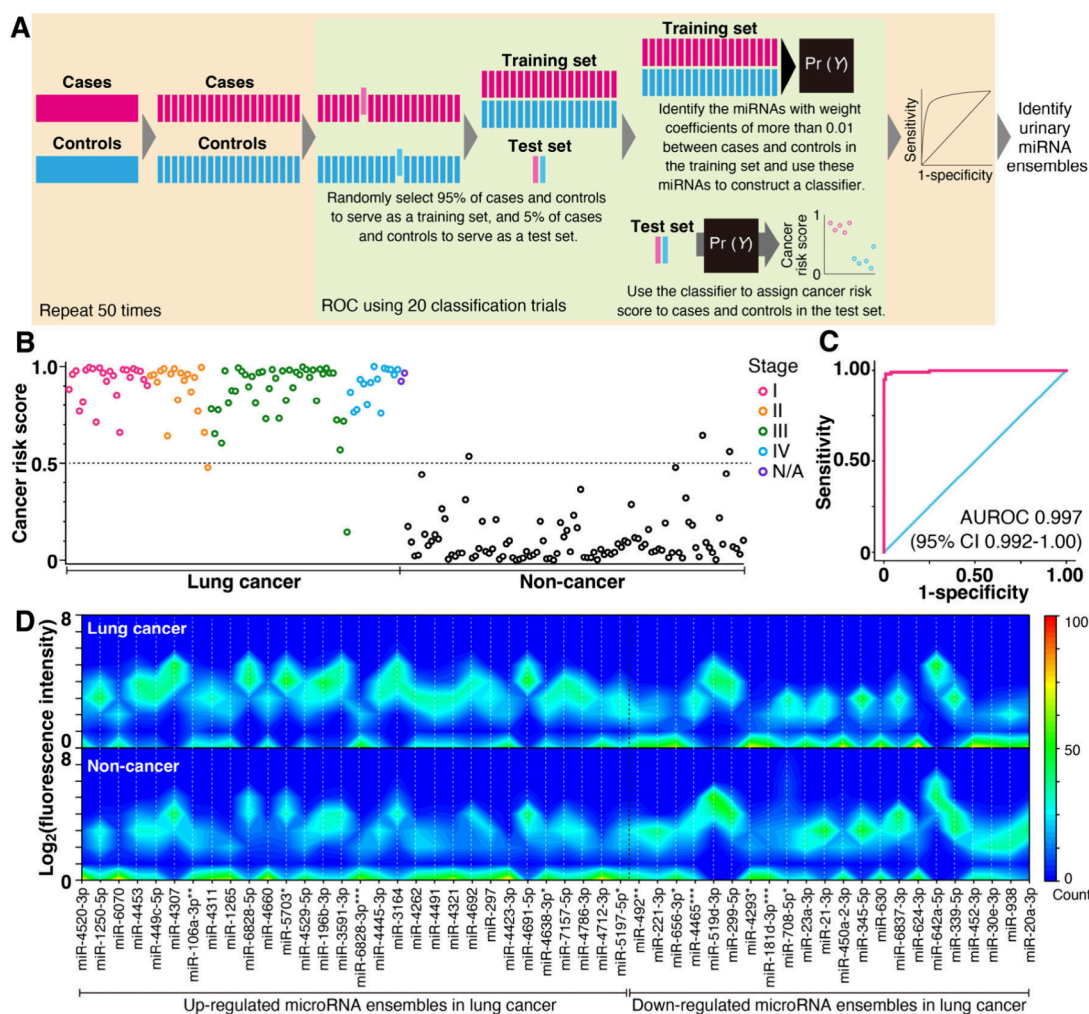 A
Cases
Controls
Repeat 50 times
Cases
Controls
Training set
Test set
Randomly select 95% of cases and controls
to serve as a training set, and 5% of cases
and controls to serve as a test set.
ROC using 20 classification trials
Training set
Pr (Y)
Identify the miRNAs with weight
coefficients of more than 0.01
between cases and controls in
the training set and use these
miRNAs to construct a classifier.
Test set
Pr (Y)
Cancer
risk score
1
0
Use the classifier to assign cancer risk
score to cases and controls in the test set.
Sensitivity
1-specificity
Identify
urinary
miRNA
ensembles
B
Cancer risk score
1.0
0.5
0
Lung cancer
Non-cancer
Stage
I
II
III
IV
N/A
C
Sensitivity
1.00
0.50
0
0
0.50
1.00
1-specificity
AUROC 0.997
(95% CI 0.992-1.00)
D
Log2(fluorescence intensity)
8
0
8
0
Lung cancer
Non-cancer
100
80
60
40
20
0
Count
miR-4520-3p
miR-1250-5p
miR-6070
miR-4453
miR-449c-5p
miR-4307
miR-106a-3p**
miR-4311
miR-1265
miR-6828-5p
miR-4660
miR-5703*
miR-4529-5p
miR-196b-3p
miR-3591-3p
miR-6828-3p***
miR-4445-3p
miR-3164
miR-4262
miR-4491
miR-4321
miR-4692
miR-297
miR-4423-3p
miR-4691-5p
miR-4638-3p*
miR-7157-5p
miR-4786-3p
miR-4712-3p
miR-5197-5p
miR-492**
miR-221-3p
miR-6556-3p*
miR-4465***
miR-519d-3p
miR-299-5p
miR-4293*
miR-181d-3p***
miR-708-5p*
miR-23a-3p
miR-21-3p
miR-450a-2-3p
miR-345-5p
miR-630
miR-6837-3p
miR-624-3p
miR-642a-5p
miR-339-5p
miR-452-3p
miR-30e-3p
miR-938
miR-20a-3p
Up-regulated microRNA ensembles in lung cancer
Down-regulated microRNA ensembles in lung cancer